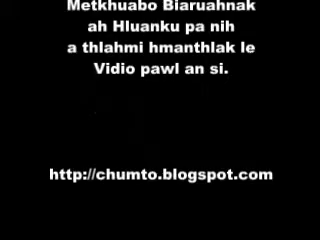 Metkhuabo Biaruahnak
ah Hluanku pa nih
a thlahmi hmanthlak le
Vidio pawl an si.
http://chumto.blogspot.com